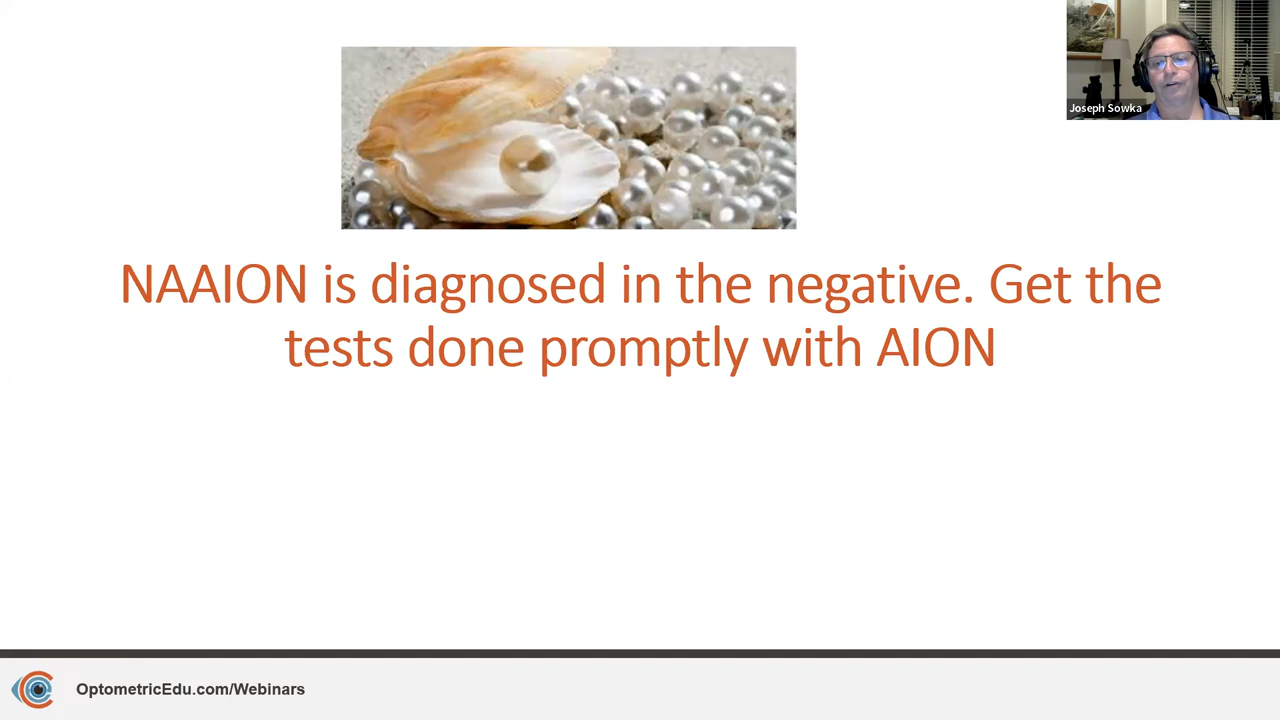 Joseph Sowka
NAAION is diagnosed in the negative. Get the
tests done promptly with AION
OptometricEdu.com/Webinars